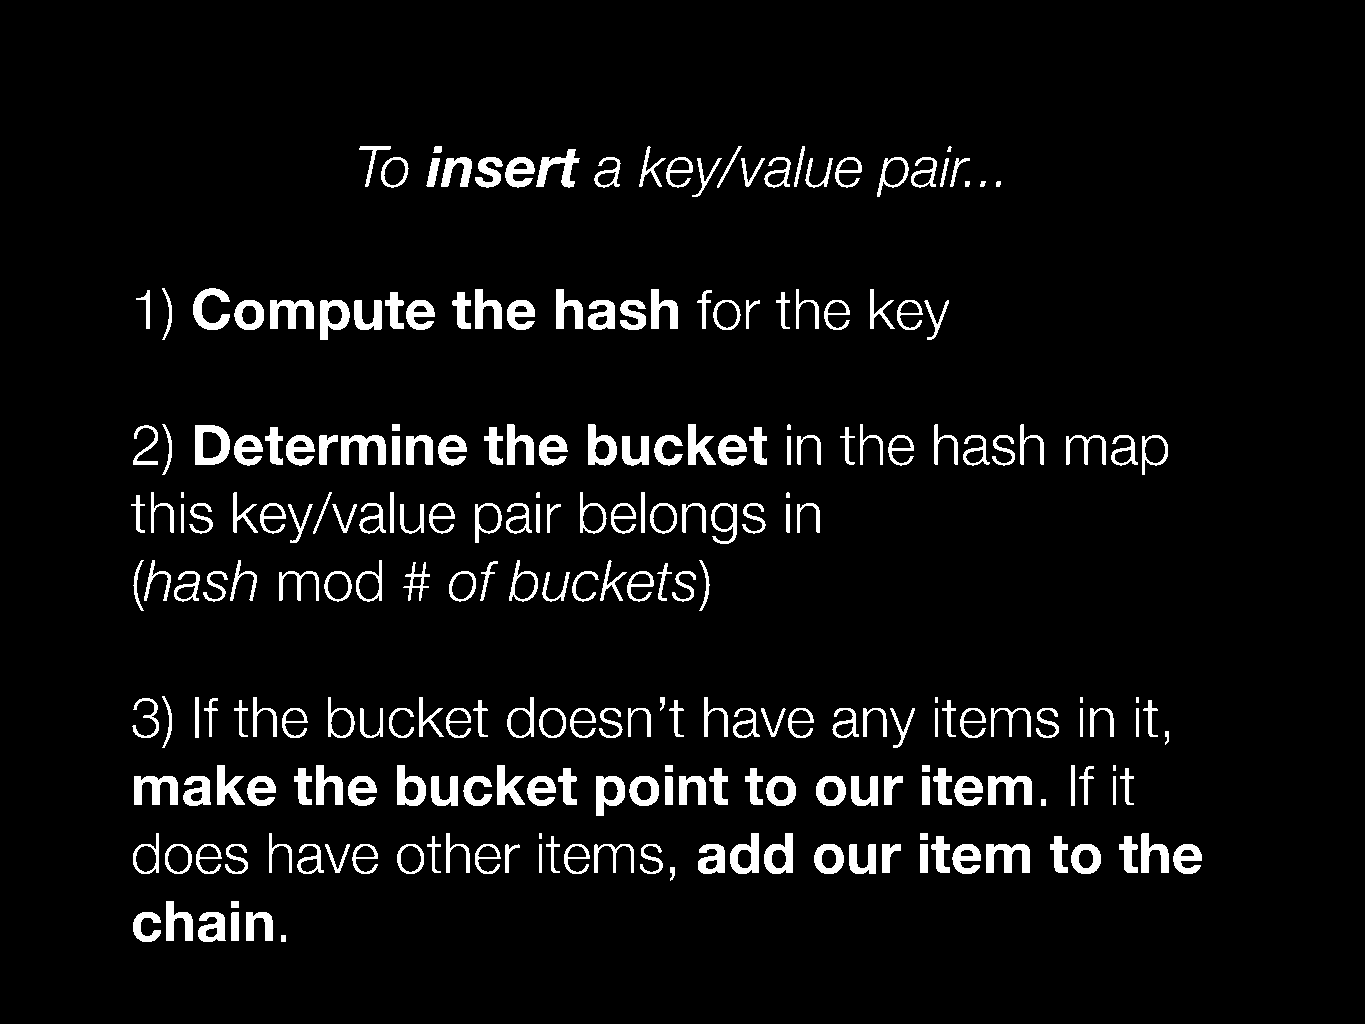 To insert a key/value pair...
1) Compute the hash for the key
2) Determine the bucket in the hash map
this key/value pair belongs in
(hash mod # of buckets)
3) If the bucket doesn’t have any items in it,
make the bucket point to our item. If it
does have other items, add our item to the
chain.